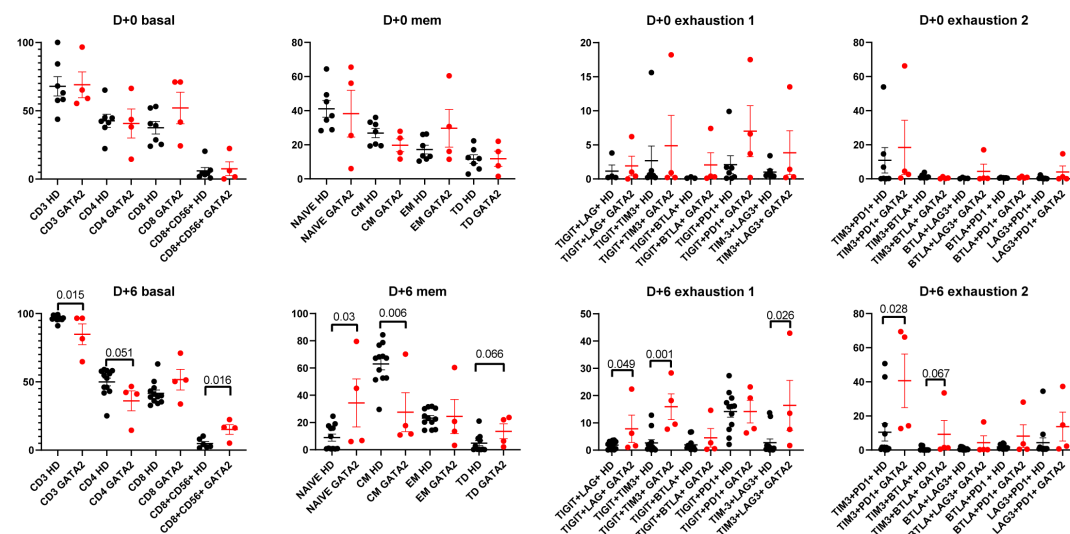 D+0 basal
100
50
0
CD3 HD
CD3 GATA2
CD4 HD
CD4 GATA2
CD8 HD
CD8 GATA2
CD8+CD56+ HD
CD8+CD56+ GATA2
D+0 mem
80
60
40
20
0
NAIVE HD
NAIVE GATA2
CM HD
CM GATA2
EM HD
EM GATA2
TD HD
TD GATA2
D+0 exhaustion 1
20
15
10
5
0
TIGIT+LAG+ HD
TIGIT+LAG+ GATA2
TIGIT+TIM3+ HD
TIGIT+TIM3+ GATA2
TIGIT+BTLA+ HD
TIGIT+BTLA+ GATA2
TIGIT+PD1+ HD
TIGIT+PD1+ GATA2
TIM-3+LAG3+ HD
TIM3+LAG3+ GATA2
D+0 exhaustion 2
80
60
40
20
0
TIM3+PD1+ HD
TIM3+PD1+ GATA2
TIM3+BTLA+ HD
TIM3+BTLA+ GATA2
BTLA+LAG3+ HD
BTLA+LAG3+ GATA2
BTLA+PD1+ HD
BTLA+PD1+ GATA2
LAG3+PD1+ HD
LAG3+PD1+ GATA2
D+6 basal
100
50
0
0.015
0.051
0.016
CD3 HD
CD3 GATA2
CD4 HD
CD4 GATA2
CD8 HD
CD8 GATA2
CD8+CD56+ HD
CD8+CD56+ GATA2
D+6 mem
100
80
60
40
20
0
0.03
0.006
0.066
NAIVE HD
NAIVE GATA2
CM HD
CM GATA2
EM HD
EM GATA2
TD HD
TD GATA2
D+6 exhaustion 1
50
40
30
20
10
0
0.049
0.001
0.026
TIGIT+LAG+ HD
TIGIT+LAG+ GATA2
TIGIT+TIM3+ HD
TIGIT+TIM3+ GATA2
TIGIT+BTLA+ HD
TIGIT+BTLA+ GATA2
TIGIT+PD1+ HD
TIGIT+PD1+ GATA2
TIM-3+LAG3+ HD
TIM3+LAG3+ GATA2
D+6 exhaustion 2
80
60
40
20
0
0.028
0.067
TIM3+PD1+ HD
TIM3+PD1+ GATA2
TIM3+BTLA+ HD
TIM3+BTLA+ GATA2
BTLA+LAG3+ HD
BTLA+LAG3+ GATA2
BTLA+PD1+ HD
BTLA+PD1+ GATA2
LAG3+PD1+ HD
LAG3+PD1+ GATA2